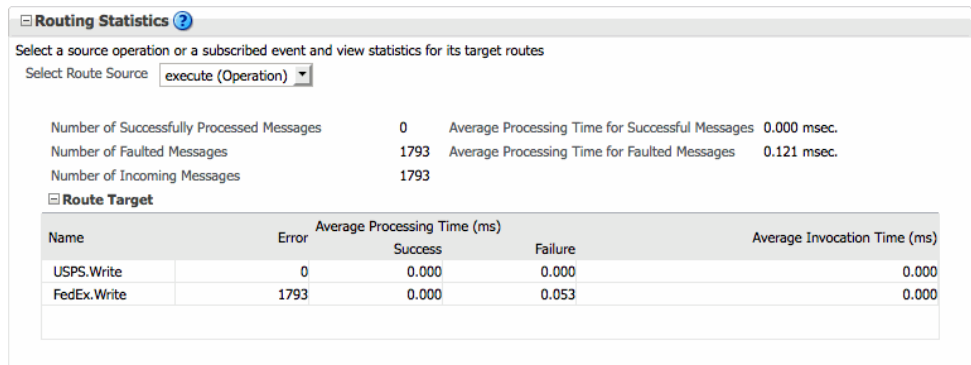 Routing Statistics ?
Select a source operation or a subscribed event and view statistics for its target routes
Select Route Source execute (Operation)
Number of Successfully Processed Messages 0 Average Processing Time for Successful Messages 0.000 msec.
Number of Faulted Messages 1793 Average Processing Time for Faulted Messages 0.121 msec.
Number of Incoming Messages 1793
Route Target
Name Error Average Processing Time (ms) Average Invocation Time (ms)
Success Failure
USPS.Write 0 0.000 0.000 0.000
FedEx.Write 1793 0.000 0.053 0.000